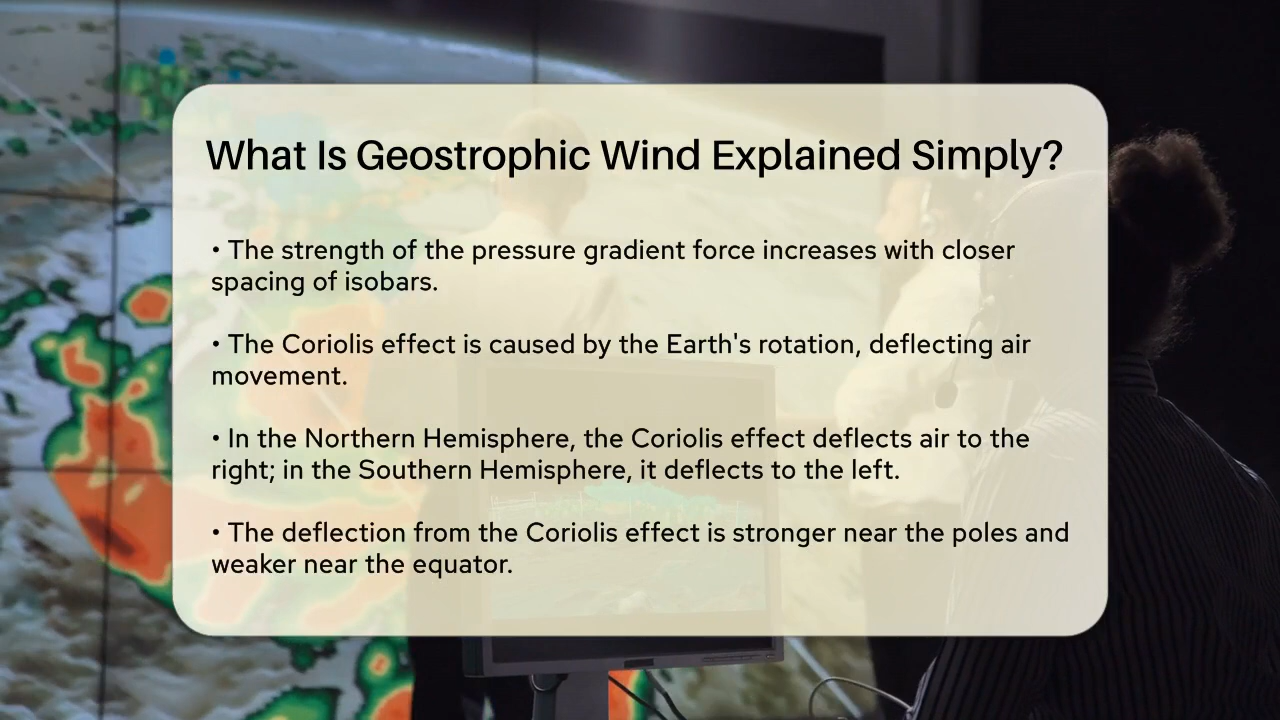 What Is Geostrophic Wind Explained Simply?
• The strength of the pressure gradient force increases with closer
spacing of isobars.
• The Coriolis effect is caused by the Earth's rotation, deflecting air
movement.
• In the Northern Hemisphere, the Coriolis effect deflects air to the
right; in the Southern Hemisphere, it deflects to the left.
• The deflection from the Coriolis effect is stronger near the poles and
weaker near the equator.